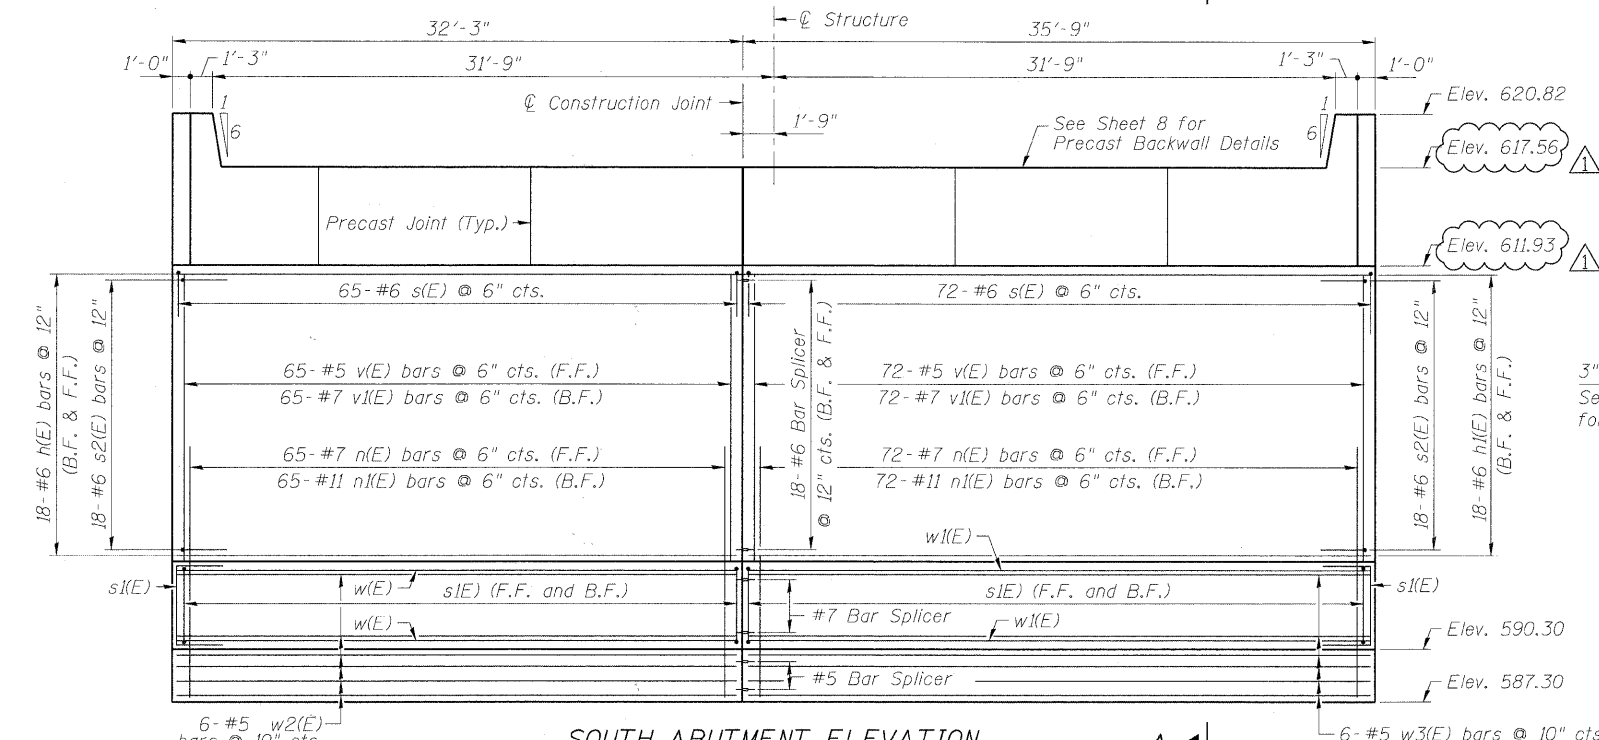 ℄ Structure
32'-3"
35'-9"
1'-0"
1'-3"
31'-9"
31'-9"
1'-3"
1'-0"
℄ Construction Joint
1'-9"
1
6
1
6
See Sheet 8 for
Precast Backwall Details
Elev. 620.82
Elev. 617.56
1
Precast Joint (Typ.)
Elev. 611.93
1
65-#6 s(E) @ 6" cts.
72-#6 s(E) @ 6" cts.
18-#6 h(E) bars @ 12"
(B.F. & F.F.)
18-#6 s2(E) bars @ 12"
65-#5 v(E) bars @ 6" cts. (F.F.)
65-#7 v1(E) bars @ 6" cts. (B.F.)
18-#6 Bar Splicer
@ 12" cts. (B.F. & F.F.)
72-#5 v(E) bars @ 6" cts. (F.F.)
72-#7 v1(E) bars @ 6" cts. (B.F.)
18-#6 s2(E) bars @ 12"
18-#6 h1(E) bars @ 12"
(B.F. & F.F.)
3"
Se
fo
65-#7 n(E) bars @ 6" cts. (F.F.)
65-#11 n1(E) bars @ 6" cts. (B.F.)
72-#7 n(E) bars @ 6" cts. (F.F.)
72-#11 n1(E) bars @ 6" cts. (B.F.)
w1(E)
s1(E)
w(E)
s1E) (F.F. and B.F.)
s1E) (F.F. and B.F.)
s1(E)
w(E)
#7 Bar Splicer
w1(E)
Elev. 590.30
#5 Bar Splicer
Elev. 587.30
6-#5 w2(E)
bars @ 10" cts.
SOUTH ABUTMENT ELEVATION
6-#5 w3(E) bars @ 10" cts